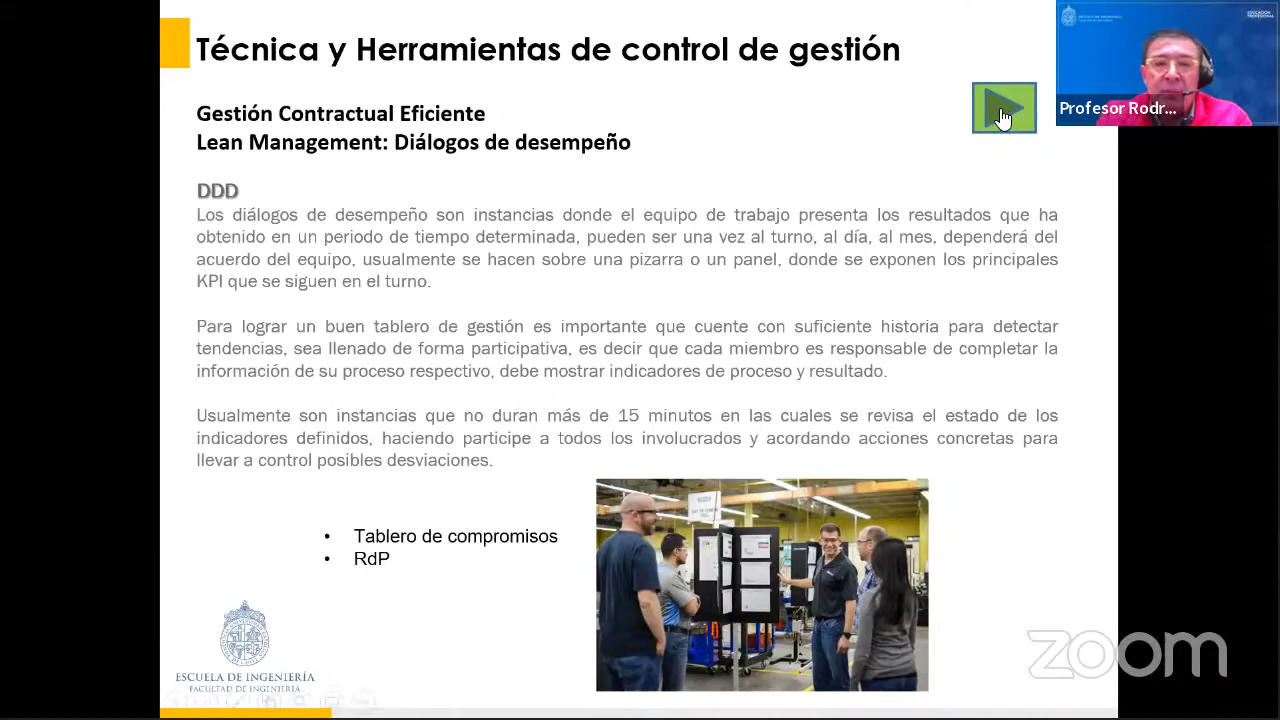 Técnica y Herramientas de control de gestión
ESCUELA DE INGENIERÍA
EDUCACIÓN
PROFESIONAL
Profesor Rodr...
Gestión Contractual Eficiente
Lean Management: Diálogos de desempeño
DDD
Los diálogos de desempeño son instancias donde el equipo de trabajo presenta los resultados que ha
obtenido en un periodo de tiempo determinada, pueden ser una vez al turno, al día, al mes, dependerá del
acuerdo del equipo, usualmente se hacen sobre una pizarra o un panel, donde se exponen los principales
KPI que se siguen en el turno.
Para lograr un buen tablero de gestión es importante que cuente con suficiente historia para detectar
tendencias, sea llenado de forma participativa, es decir que cada miembro es responsable de completar la
información de su proceso respectivo, debe mostrar indicadores de proceso y resultado.
Usualmente son instancias que no duran más de 15 minutos en las cuales se revisa el estado de los
indicadores definidos, haciendo participe a todos los involucrados y acordando acciones concretas para
llevar a control posibles desviaciones.
• Tablero de compromisos
• RdP
ESCUELA DE INGENIERÍA
FACULTAD DE INGENIERÍA
zoom